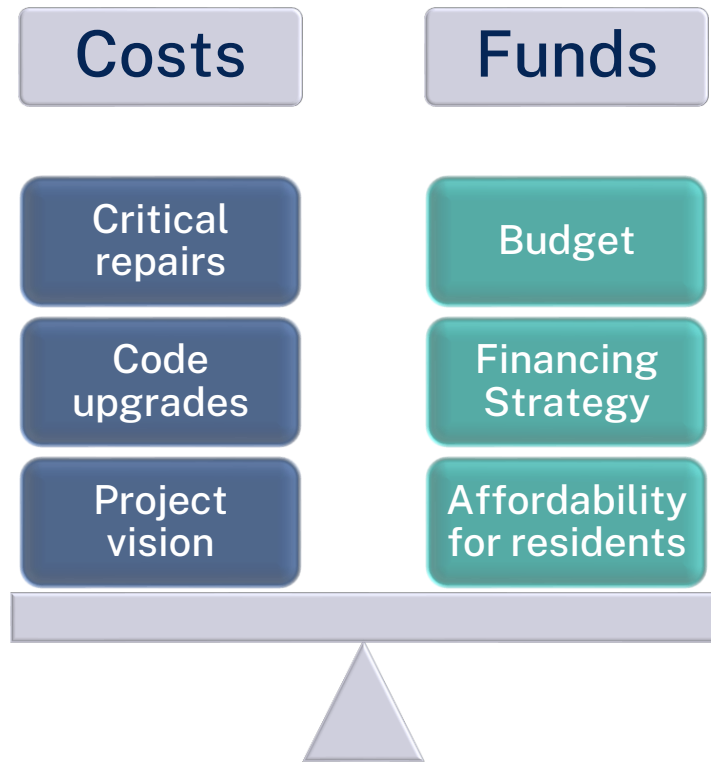 Costs
Funds
Critical
repairs
Code
upgrades
Project
vision
Budget
Financing
Strategy
Affordability
for residents